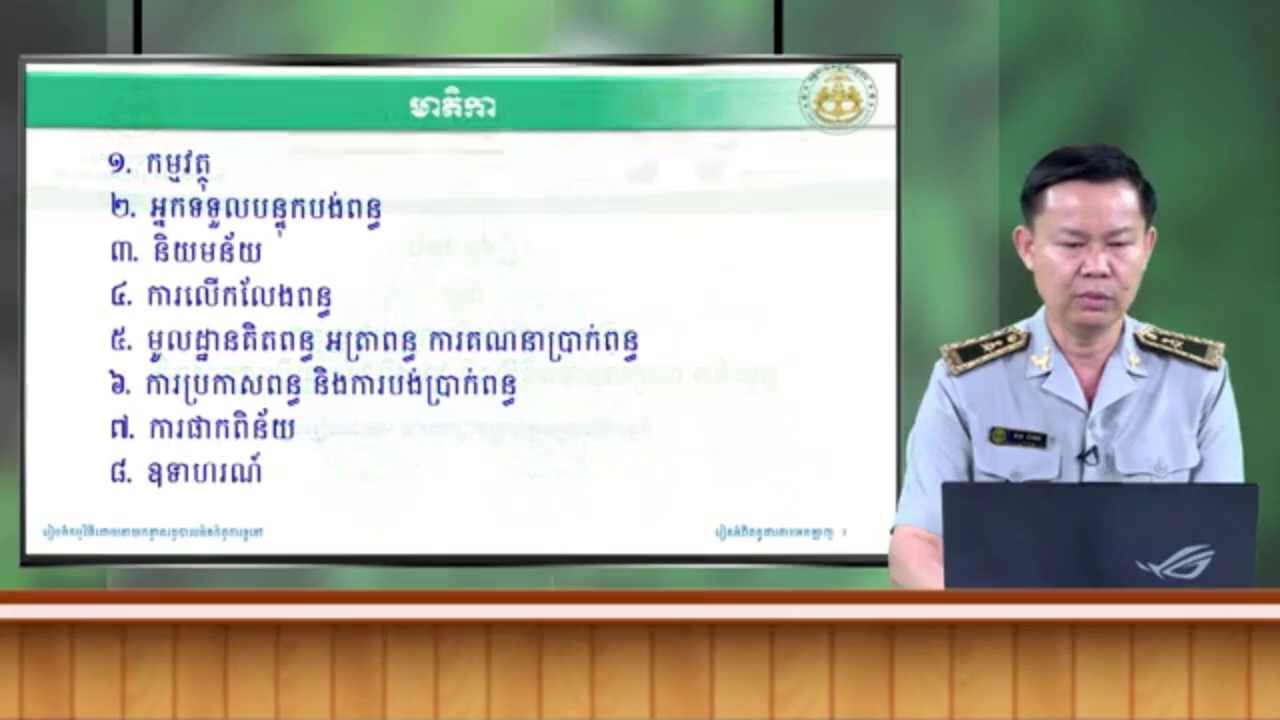 មាតិកា
១. កម្មវត្ថុ
២. អ្នកទទួលបន្ទុកបង់ពន្ធ
៣. និយមន័យ
៤. ការលើកលែងពន្ធ
៥. មូលដ្ឋានគិតពន្ធ អត្រាពន្ធ ការគណនាប្រាក់ពន្ធ
៦. ការប្រកាសពន្ធ និងការបង់ប្រាក់ពន្ធ
៧. ការផាកពិន័យ
៨. ឧទាហរណ៍